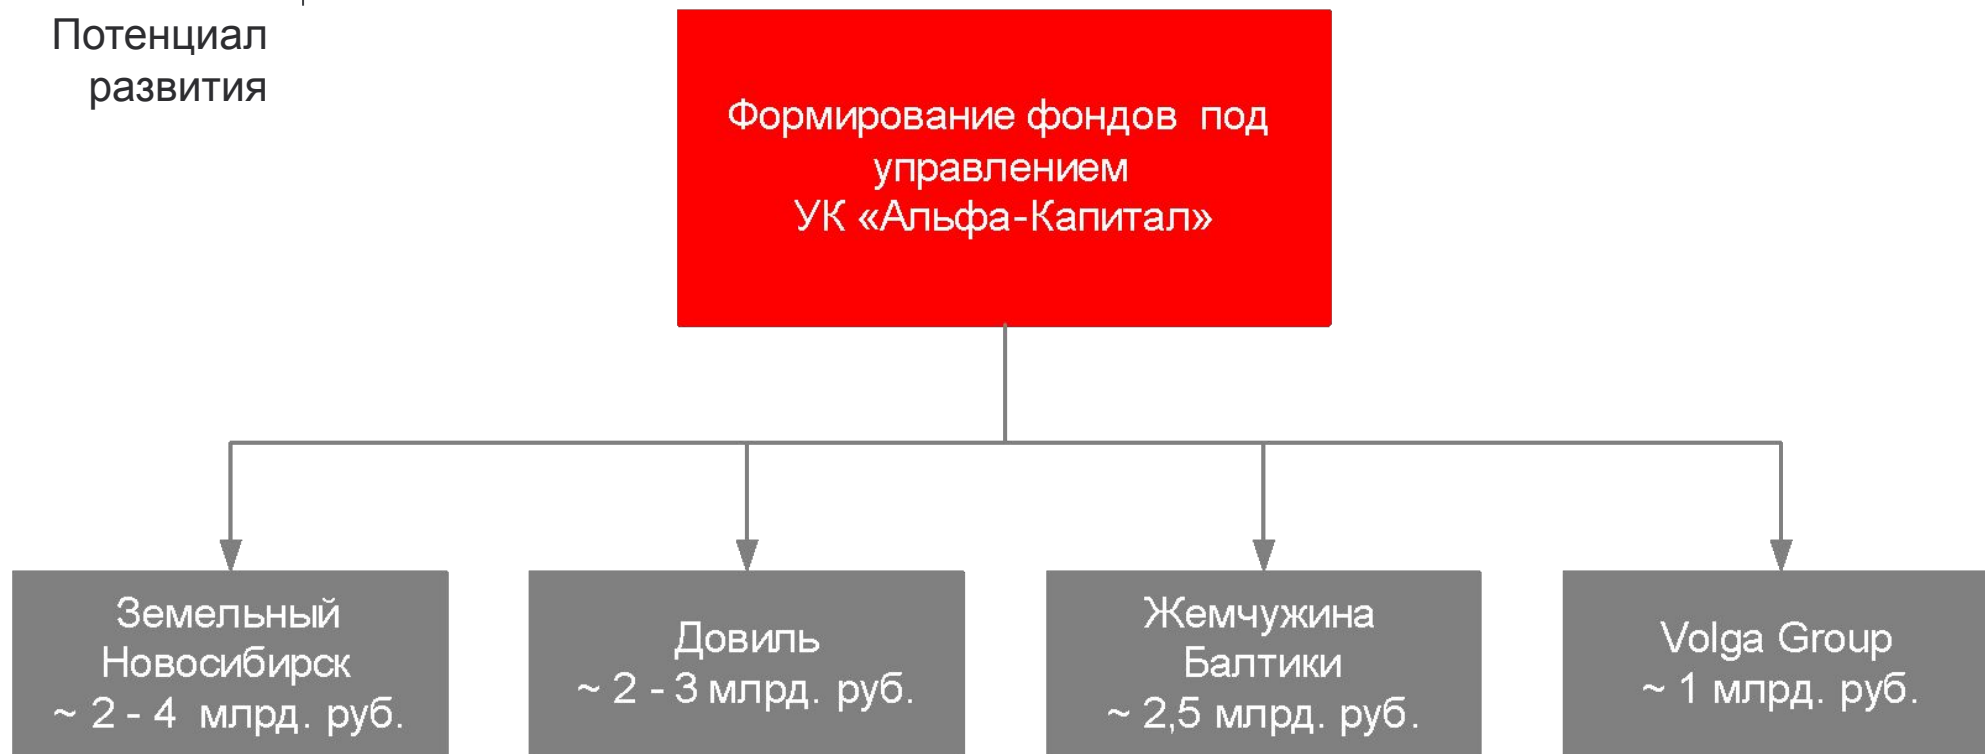 Потенциал
развития
Формирование фондов под
управлением
УК «Альфа-Капитал»
Земельный
Новосибирск
~ 2 - 4 млрд. руб.
Довиль
~ 2 - 3 млрд. руб.
Жемчужина
Балтики
~ 2,5 млрд. руб.
Volga Group
~ 1 млрд. руб.